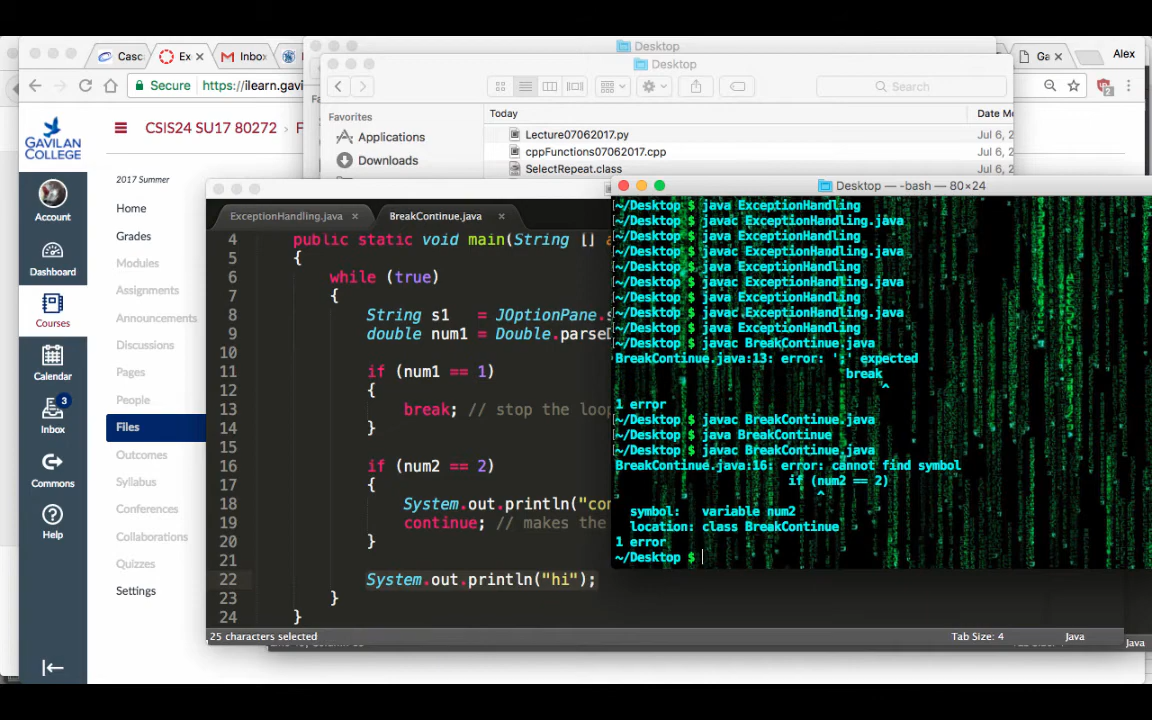 Casc
Ex
Inbo
Desktop
Ga
Alex
Secure
https://ilearn.gavi
Desktop
Search
GAVILAN
COLLEGE
CSIS24 SU17 80272
F
Today
Date Mo
Favorites
Applications
Downloads
Lecture07062017.py
Jul 6, 2
cppFunctions07062017.cpp
Jul 6, 2
SelectRepeat.class
Jul 6, 2
2017 Summer
Account
Dashboard
Courses
Calendar
3
Inbox
Commons
Help
Home
Grades
Modules
Assignments
Announcements
Discussions
Pages
People
Files
Outcomes
Syllabus
Conferences
Collaborations
Quizzes
Settings
ExceptionHandling.java
BreakContinue.java
4 public static void main(String [] a
5 {
6 while (true)
7 {
8 String s1 = JOptionPane.s
9 double num1 = Double.parseD
10
11 if (num1 == 1)
12 {
13 break; // stop the loop
14 }
15
16 if (num2 == 2)
17 {
18 System.out.println("con
19 continue; // makes the
20 }
21
22 System.out.println("hi");
23 }
24 }
25 characters selected
Tab Size: 4
Java
Java
Desktop — -bash — 80×24
~/Desktop $ java ExceptionHandling
~/Desktop $ javac ExceptionHandling.java
~/Desktop $ java ExceptionHandling
~/Desktop $ javac ExceptionHandling.java
~/Desktop $ java ExceptionHandling
~/Desktop $ javac ExceptionHandling.java
~/Desktop $ java ExceptionHandling
~/Desktop $ javac ExceptionHandling.java
~/Desktop $ java ExceptionHandling
~/Desktop $ javac BreakContinue.java
BreakContinue.java:13: error: ';' expected
break
^
1 error
~/Desktop $ javac BreakContinue.java
~/Desktop $ java BreakContinue
~/Desktop $ javac BreakContinue.java
BreakContinue.java:16: error: cannot find symbol
if (num2 == 2)
^
symbol: variable num2
location: class BreakContinue
1 error
~/Desktop $